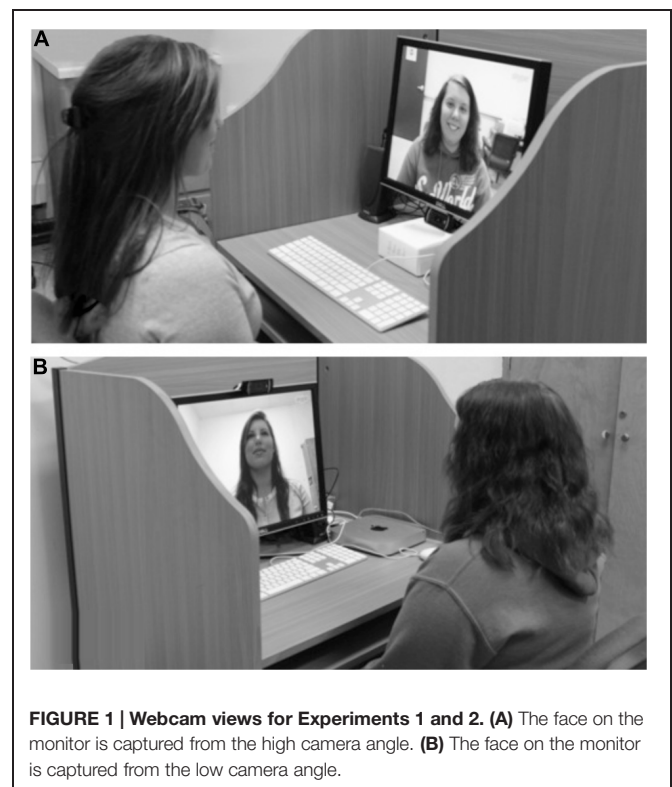 A
SeaWorld
B
FIGURE 1 | Webcam views for Experiments 1 and 2. (A) The face on the
monitor is captured from the high camera angle. (B) The face on the monitor
is captured from the low camera angle.